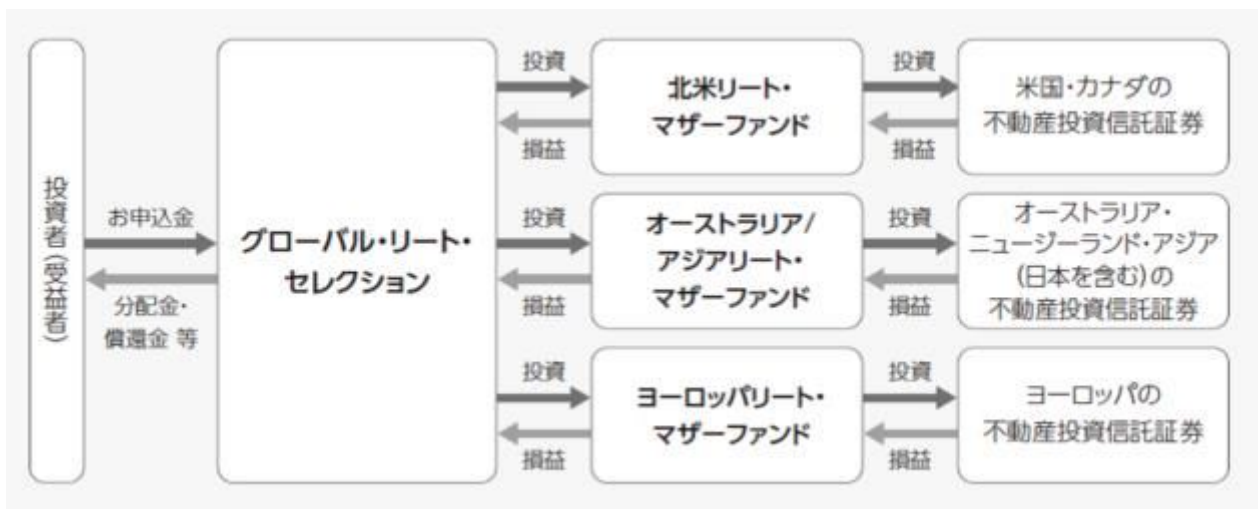 投資者(受益者)
お申込金
分配金・
償還金 等
グローバル・リート・
セレクション
投資
損益
北米リート・
マザーファンド
投資
損益
米国・カナダの
不動産投資信託証券
投資
損益
オーストラリア/
アジアリート・
マザーファンド
投資
損益
オーストラリア・
ニュージーランド・アジア
(日本を含む)の
不動産投資信託証券
投資
損益
ヨーロッパリート・
マザーファンド
投資
損益
ヨーロッパの
不動産投資信託証券